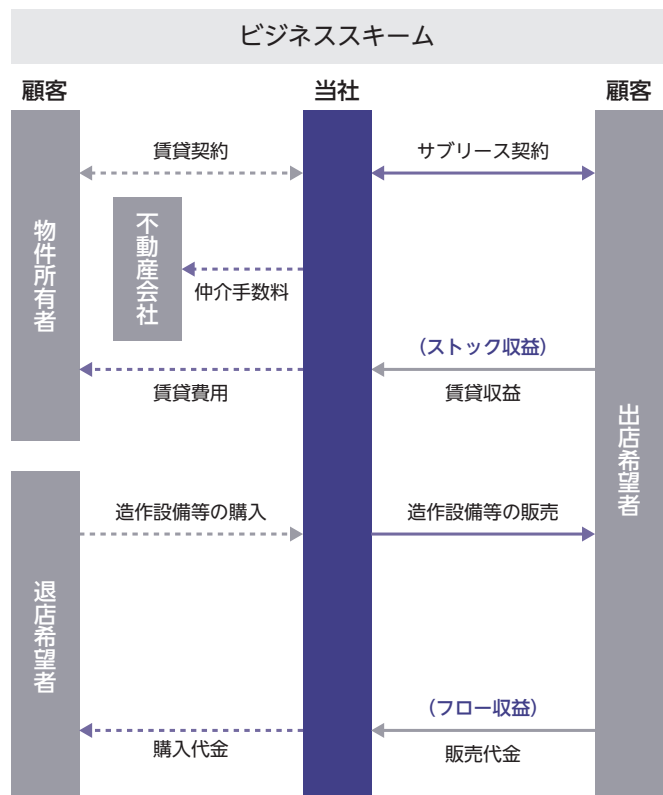 ビジネススキーム
顧客
当社
顧客
賃貸契約
サブリース契約
物件所有者
不動産会社
仲介手数料
（ストック収益）
賃貸費用
賃貸収益
出店希望者
造作設備等の購入
造作設備等の販売
退店希望者
（フロー収益）
購入代金
販売代金